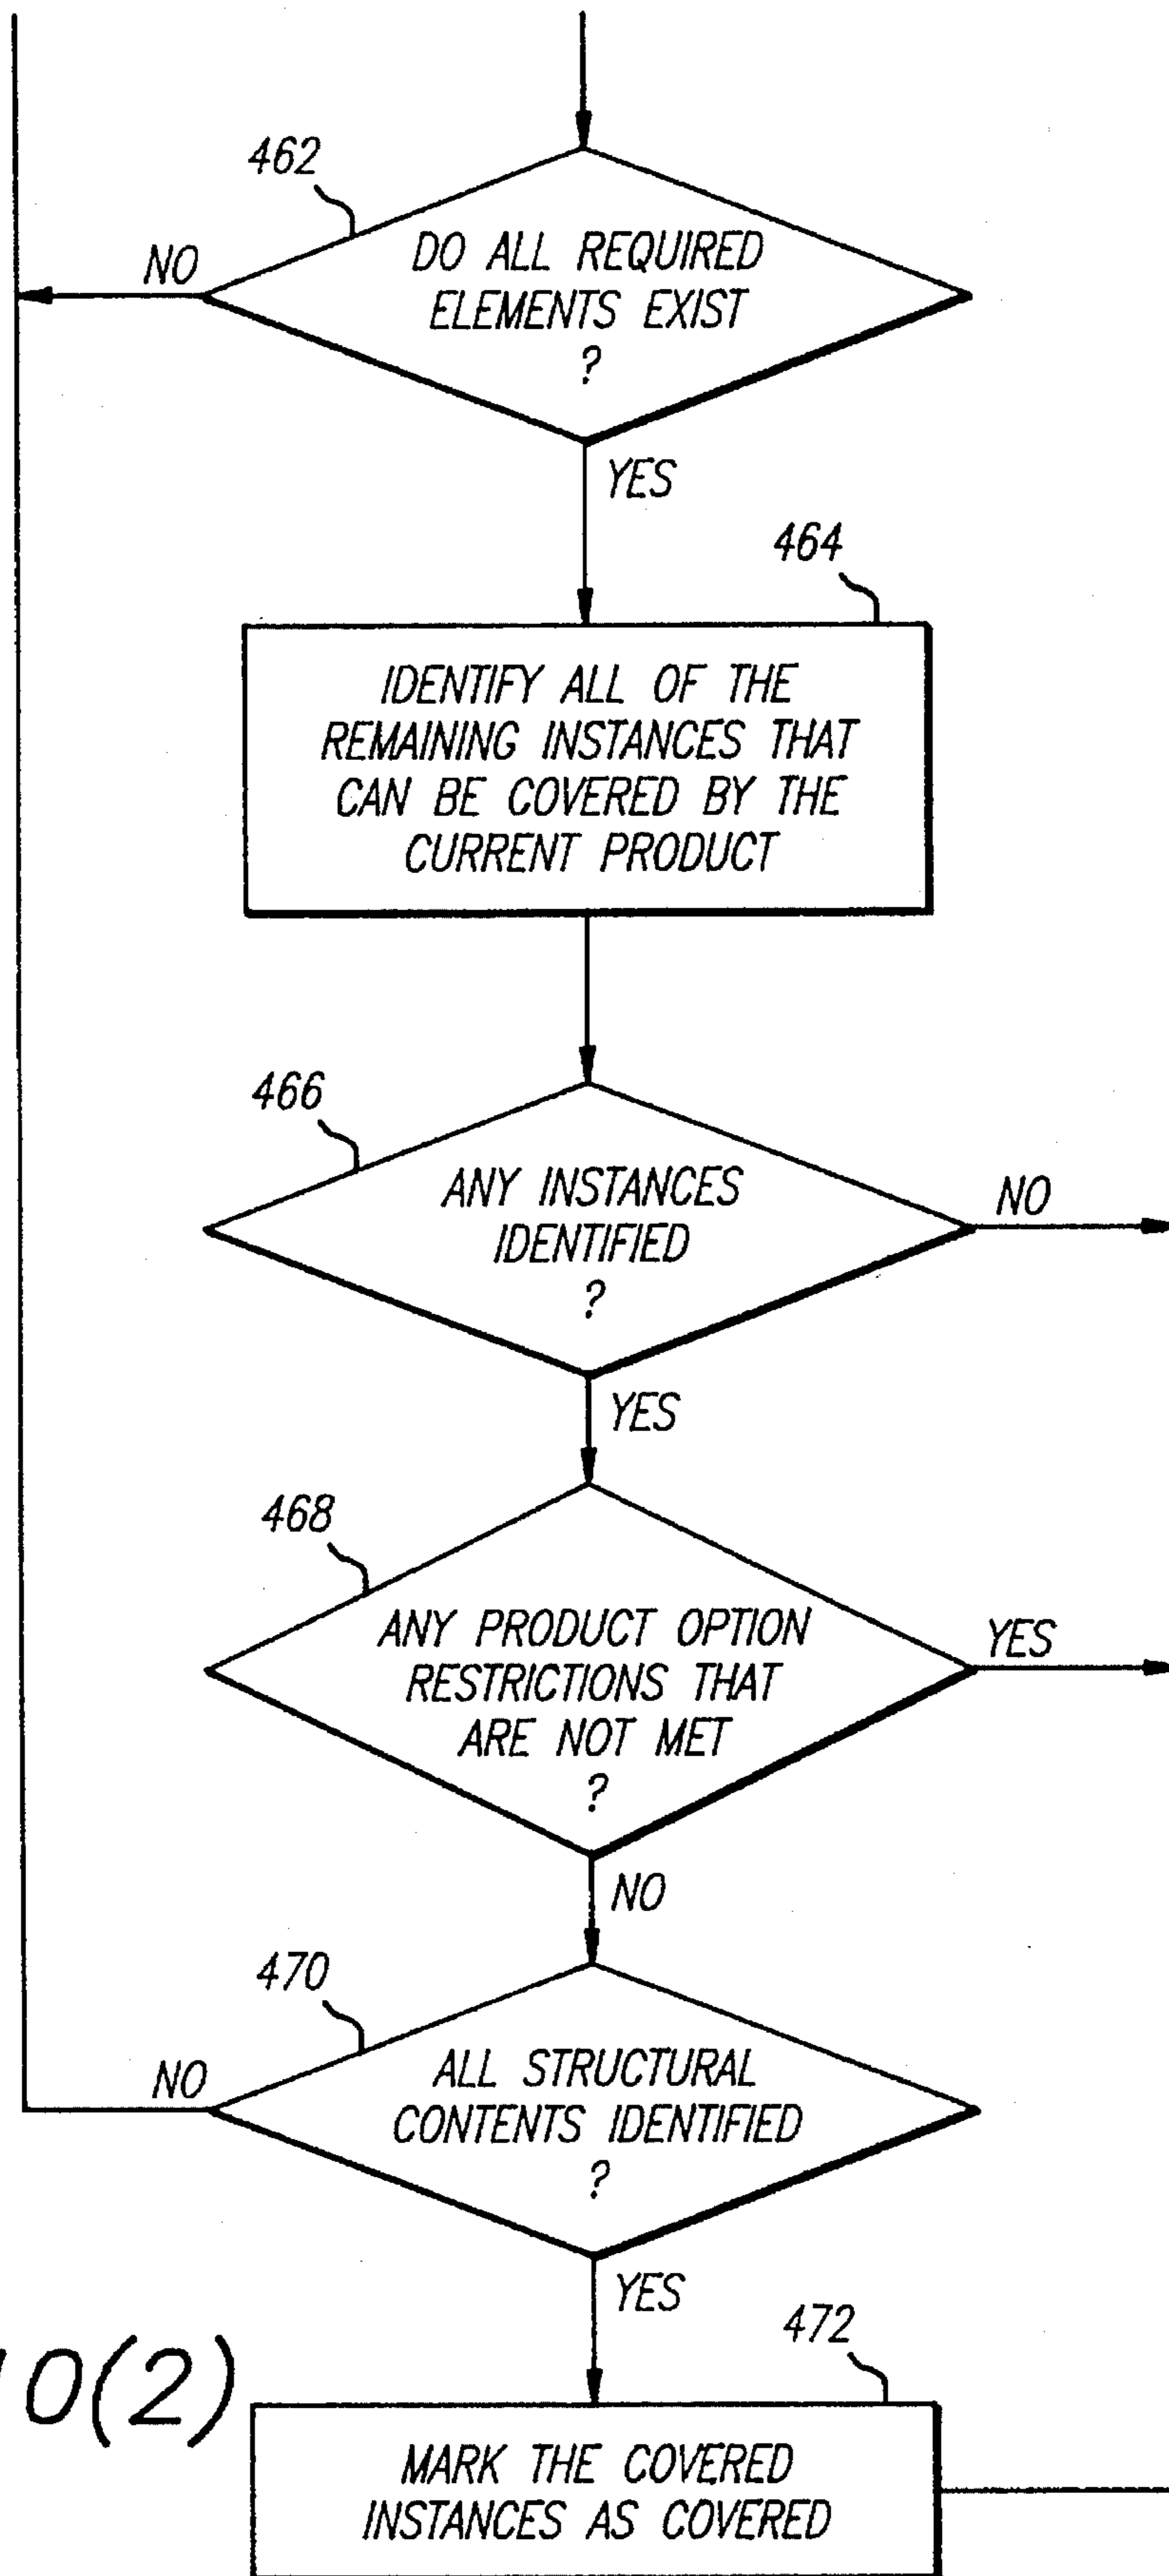 462
NO
DO ALL REQUIRED
ELEMENTS EXIST
?
YES
464
IDENTIFY ALL OF THE
REMAINING INSTANCES THAT
CAN BE COVERED BY THE
CURRENT PRODUCT
466
ANY INSTANCES
IDENTIFIED
?
NO
YES
468
ANY PRODUCT OPTION
RESTRICTIONS THAT
ARE NOT MET
?
YES
NO
470
NO
ALL STRUCTURAL
CONTENTS IDENTIFIED
?
YES
472
10(2)
MARK THE COVERED
INSTANCES AS COVERED